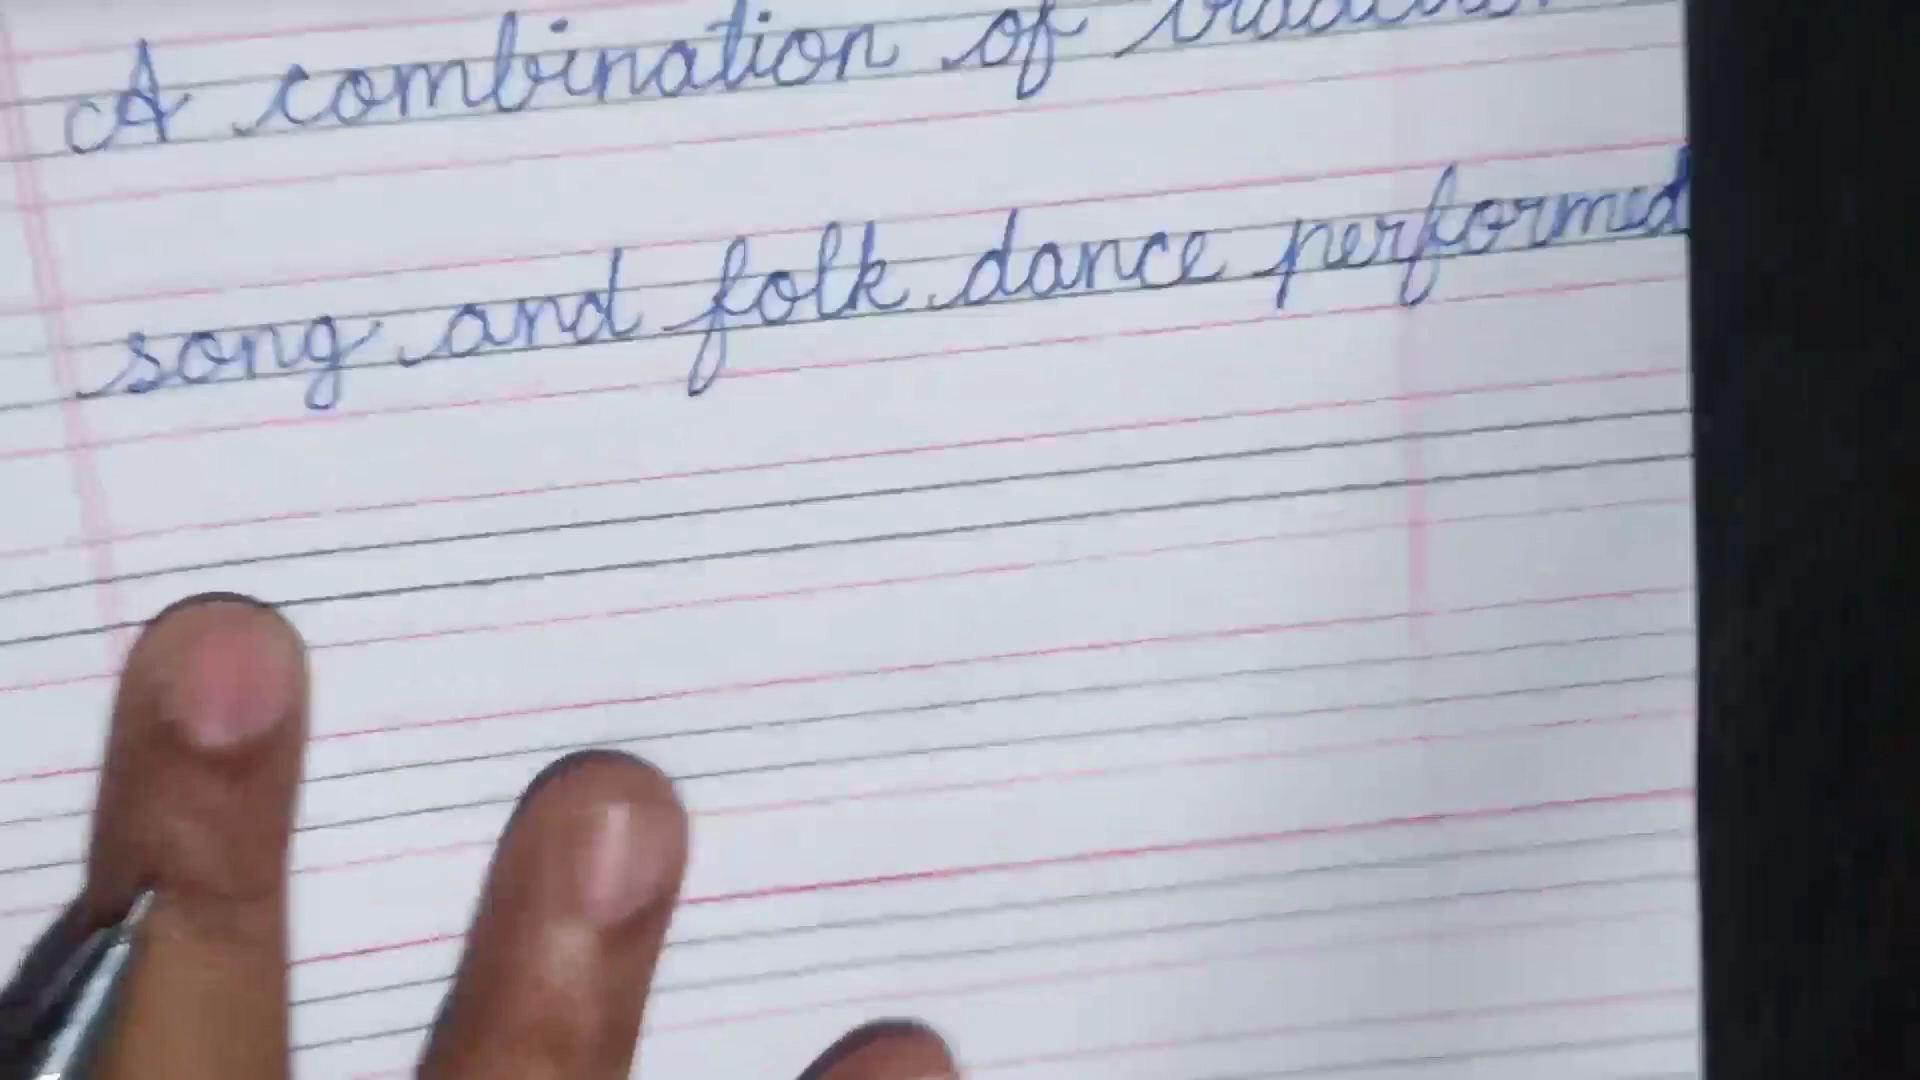 A combination of
song and folk dance performed